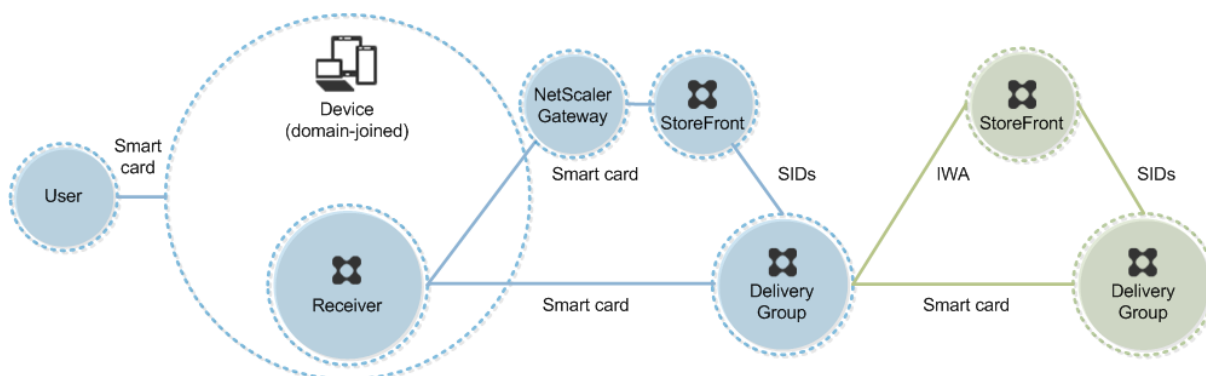 Device
(domain-joined)
NetScaler
Gateway
StoreFront
StoreFront
Smart
card
User
Smart card
SIDs
IWA
SIDs
Receiver
Smart card
Delivery
Group
Smart card
Delivery
Group